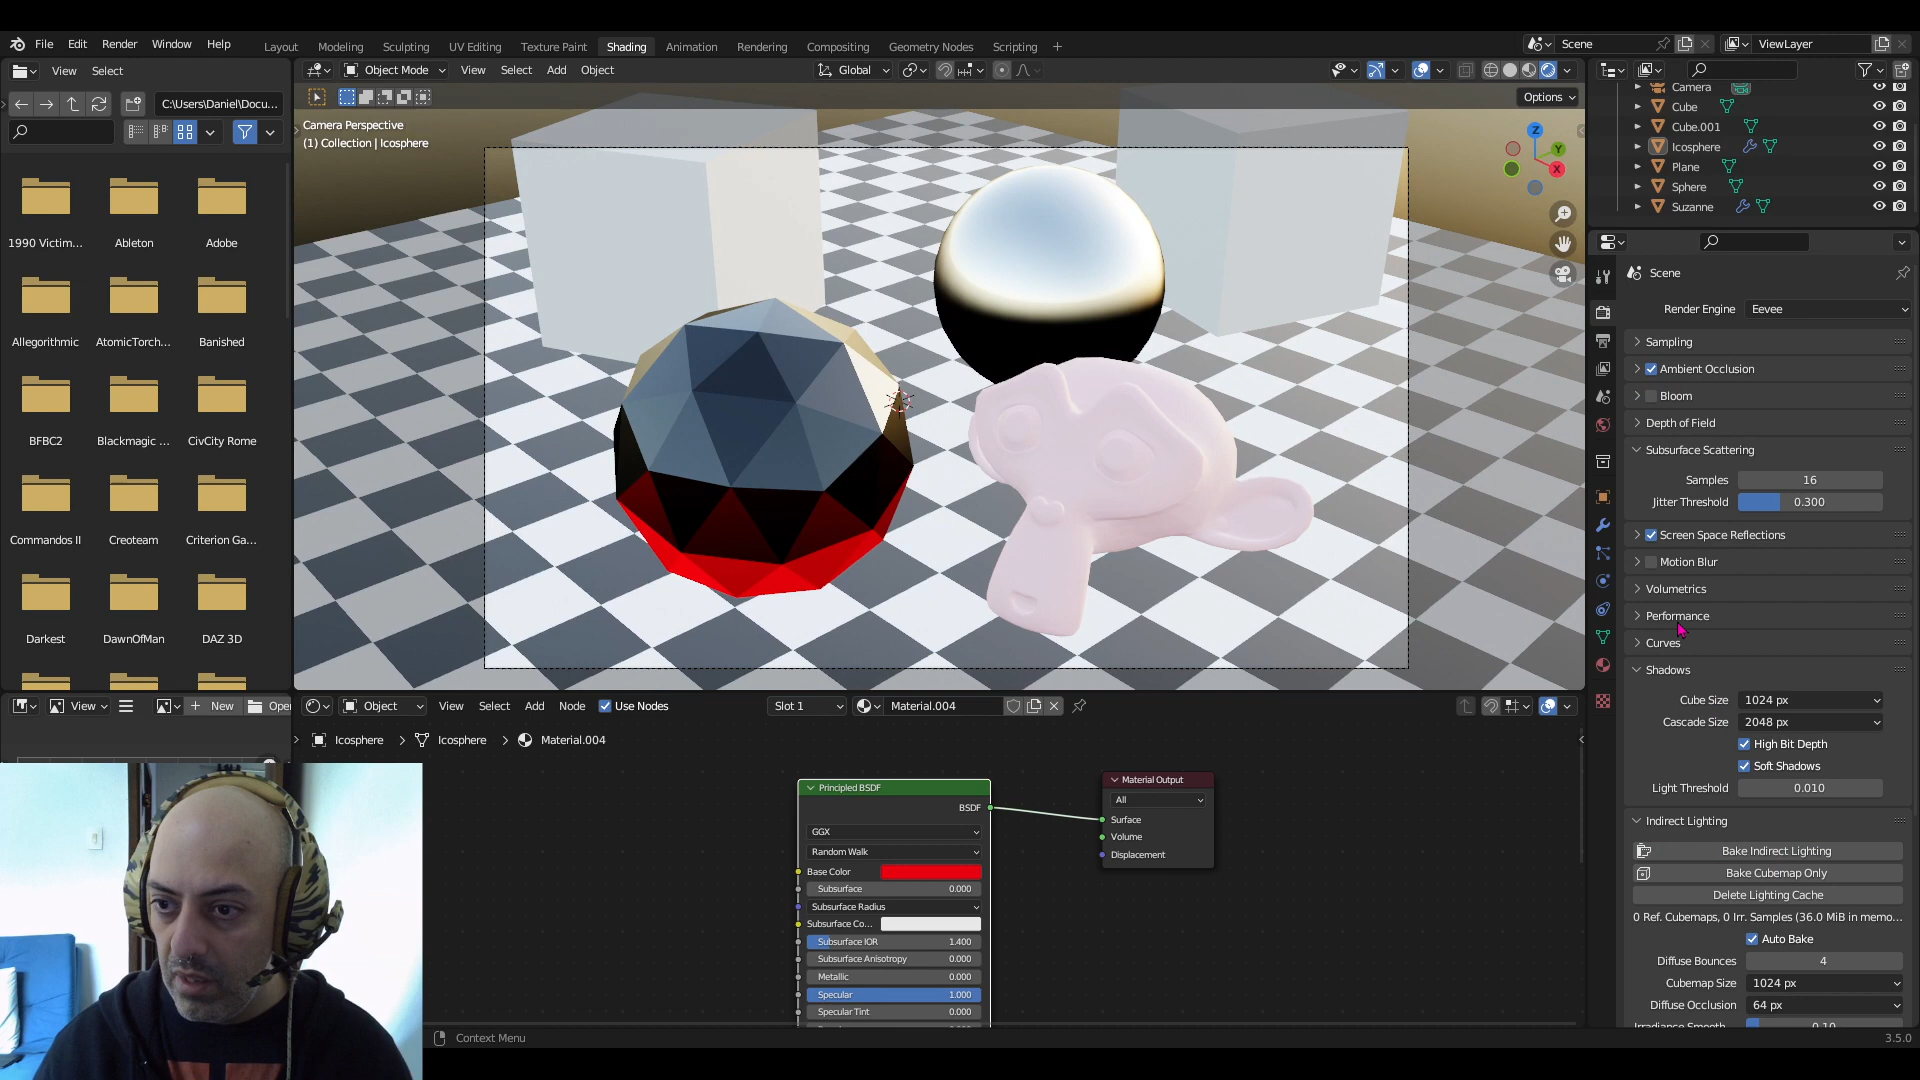 File Edit Render Window Help
Layout Modeling Sculpting UV Editing Texture Paint Shading Animation Rendering Compositing Geometry Nodes Scripting +
Scene
ViewLayer
View Select
C:\Users\Daniel\Docu...
1990 Victim... Ableton Adobe
Allegorithmic AtomicTorch... Banished
BFBC2 Blackmagic ... CivCity Rome
Commandos II Creoteam Criterion Ga...
Darkest DawnOfMan DAZ 3D
View New Open
Object Mode View Select Add Object Global
Options
Camera Perspective
(1) Collection | Icosphere
Z
Y
X
Camera
Cube
Cube.001
Icosphere
Plane
Sphere
Suzanne
Scene
Render Engine Eevee
Sampling
Ambient Occlusion
Bloom
Depth of Field
Subsurface Scattering
Samples 16
Jitter Threshold 0.300
Screen Space Reflections
Motion Blur
Volumetrics
Performance
Curves
Shadows
Cube Size 1024 px
Cascade Size 2048 px
High Bit Depth
Soft Shadows
Light Threshold 0.010
Indirect Lighting
Bake Indirect Lighting
Bake Cubemap Only
Delete Lighting Cache
0 Ref. Cubemaps, 0 Irr. Samples (36.0 MiB in memo...
Auto Bake
Diffuse Bounces 4
Cubemap Size 1024 px
Diffuse Occlusion 64 px
Irradiance Smooth... 0.10
Object View Select Add Node Use Nodes Slot 1 Material.004
Icosphere > Icosphere > Material.004
Principled BSDF
BSDF
GGX
Random Walk
Base Color
Subsurface 0.000
Subsurface Radius
Subsurface Co...
Subsurface IOR 1.400
Subsurface Anisotropy 0.000
Metallic 0.000
Specular 1.000
Specular Tint 0.000
Material Output
All
Surface
Volume
Displacement
Context Menu
3.5.0